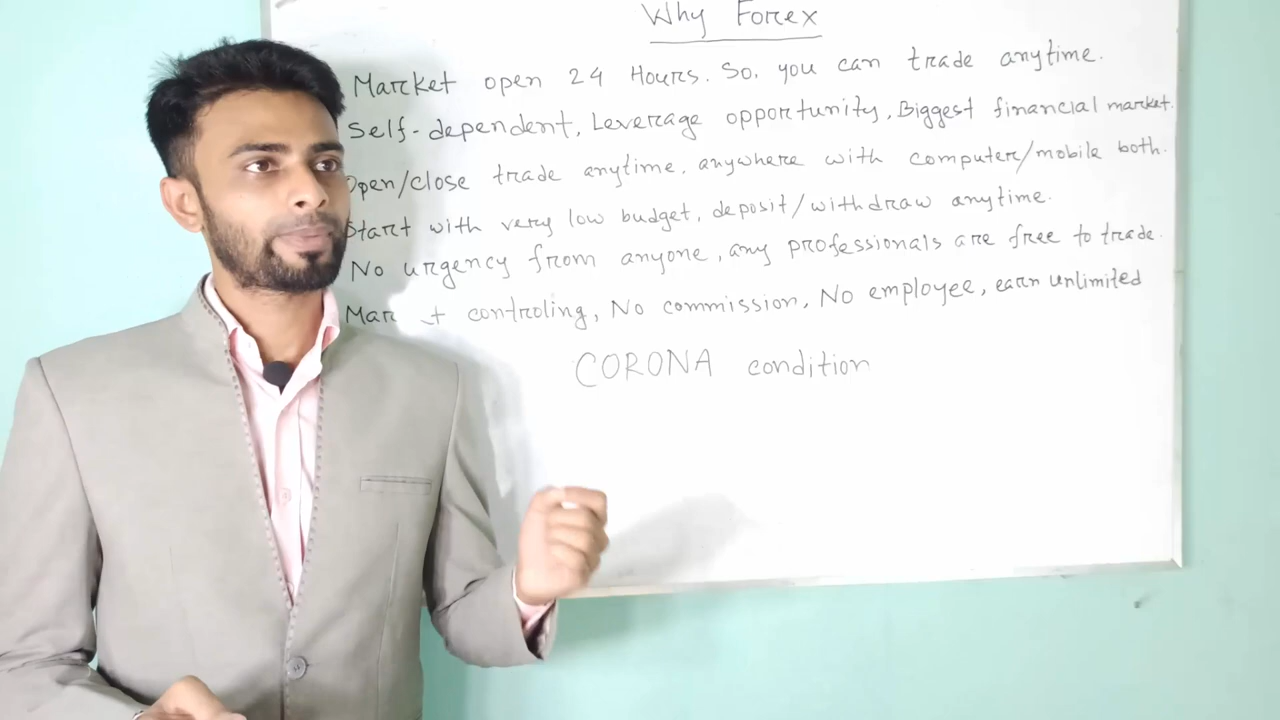 Why Forex
Market open 24 Hours. So, you can trade anytime.
Self-dependent, Leverage opportunity, Biggest financial market.
Open/close trade anytime, anywhere with computer/mobile both.
Start with very low budget, deposit/withdraw anytime.
No urgency from anyone, any professionals are free to trade.
controling, No commission, No employee, earn unlimited
CORONA condition